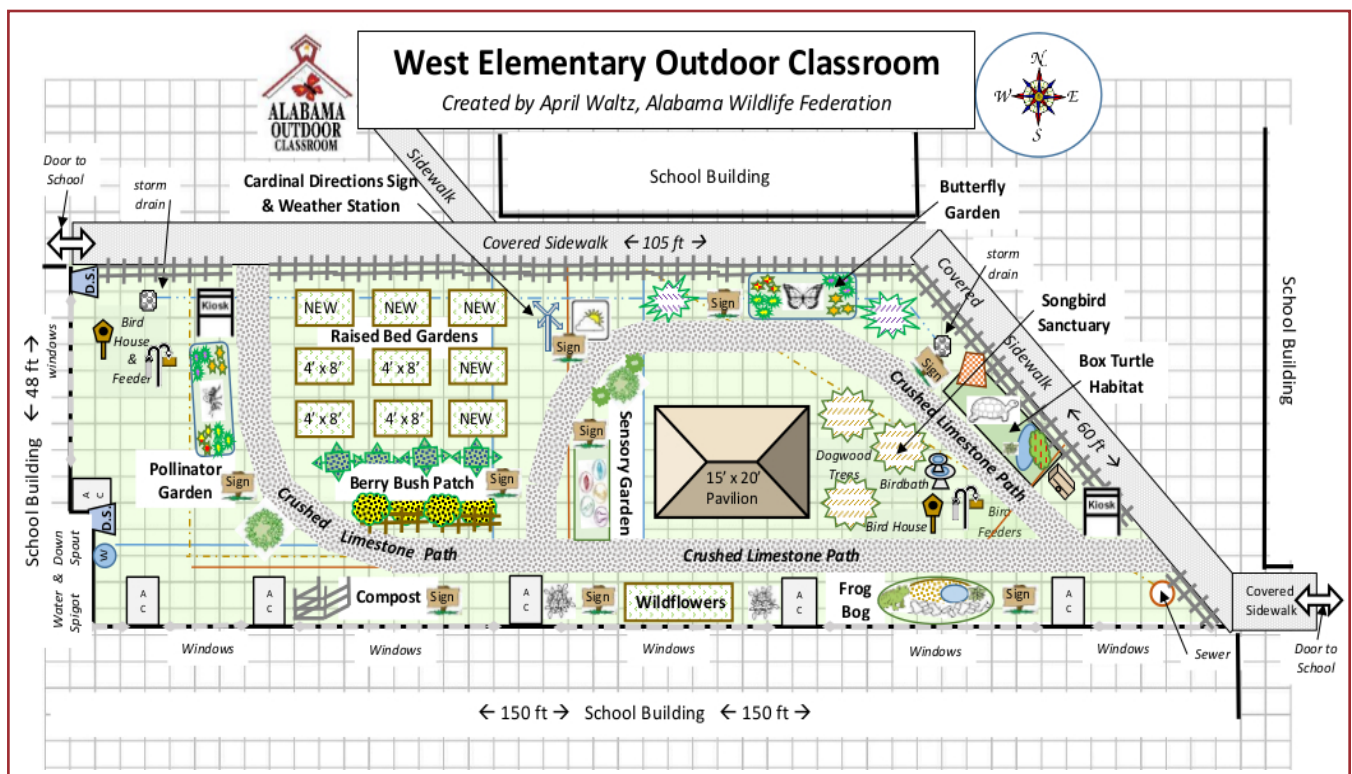 West Elementary Outdoor Classroom
Created by April Waltz, Alabama Wildlife Federation
ALABAMA
OUTDOOR
CLASSROOM
N
W
E
S
Door to
School
storm
drain
Cardinal Directions Sign
& Weather Station
Sidewalk
School Building
Butterfly
Garden
Covered Sidewalk ← 105 ft →
storm
drain
Covered
Sidewalk
← 60 ft →
Songbird
Sanctuary
Box Turtle
Habitat
School Building
D.S.
Kiosk
Bird
House
&
Feeder
NEW
NEW
NEW
Raised Bed Gardens
4' x 8'
4' x 8'
NEW
4' x 8'
4' x 8'
NEW
Sign
Sign
Sign
Sign
School Building ← 48 ft →
windows
Pollinator
Garden
Sign
Berry Bush Patch
Sign
Sensory Garden
15' x 20'
Pavilion
Dogwood
Trees
Birdbath
Bird House
Bird
Feeders
Crushed Limestone Path
Kiosk
A
C
D.S.
W
Water & Down
Spigot Spout
Crushed
Limestone Path
Crushed Limestone Path
A
C
A
C
Compost
Sign
A
C
Sign
Wildflowers
A
C
Frog
Bog
Sign
A
C
Covered
Sidewalk
Windows
Windows
Windows
Windows
Windows
Sewer
Door to
School
← 150 ft → School Building ← 150 ft →